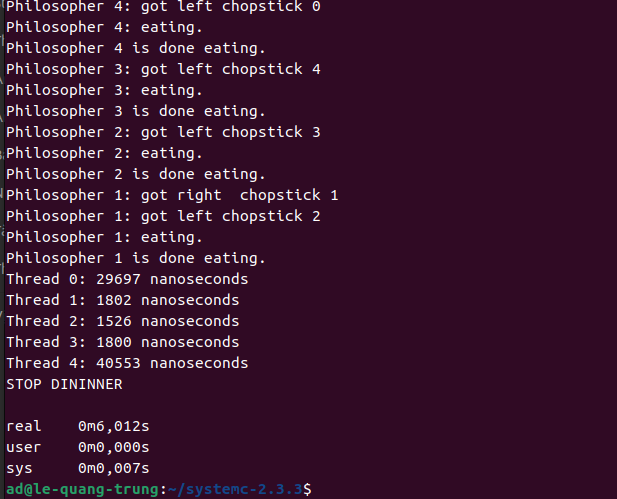 Philosopher 4: got left chopstick 0
Philosopher 4: eating.
Philosopher 4 is done eating.
Philosopher 3: got left chopstick 4
Philosopher 3: eating.
Philosopher 3 is done eating.
Philosopher 2: got left chopstick 3
Philosopher 2: eating.
Philosopher 2 is done eating.
Philosopher 1: got right  chopstick 1
Philosopher 1: got left chopstick 2
Philosopher 1: eating.
Philosopher 1 is done eating.
Thread 0: 29697 nanoseconds
Thread 1: 1802 nanoseconds
Thread 2: 1526 nanoseconds
Thread 3: 1800 nanoseconds
Thread 4: 40553 nanoseconds
STOP DININNER
real    0m6,012s
user    0m0,000s
sys     0m0,007s
ad@le-quang-trung:~/systemc-2.3.3$